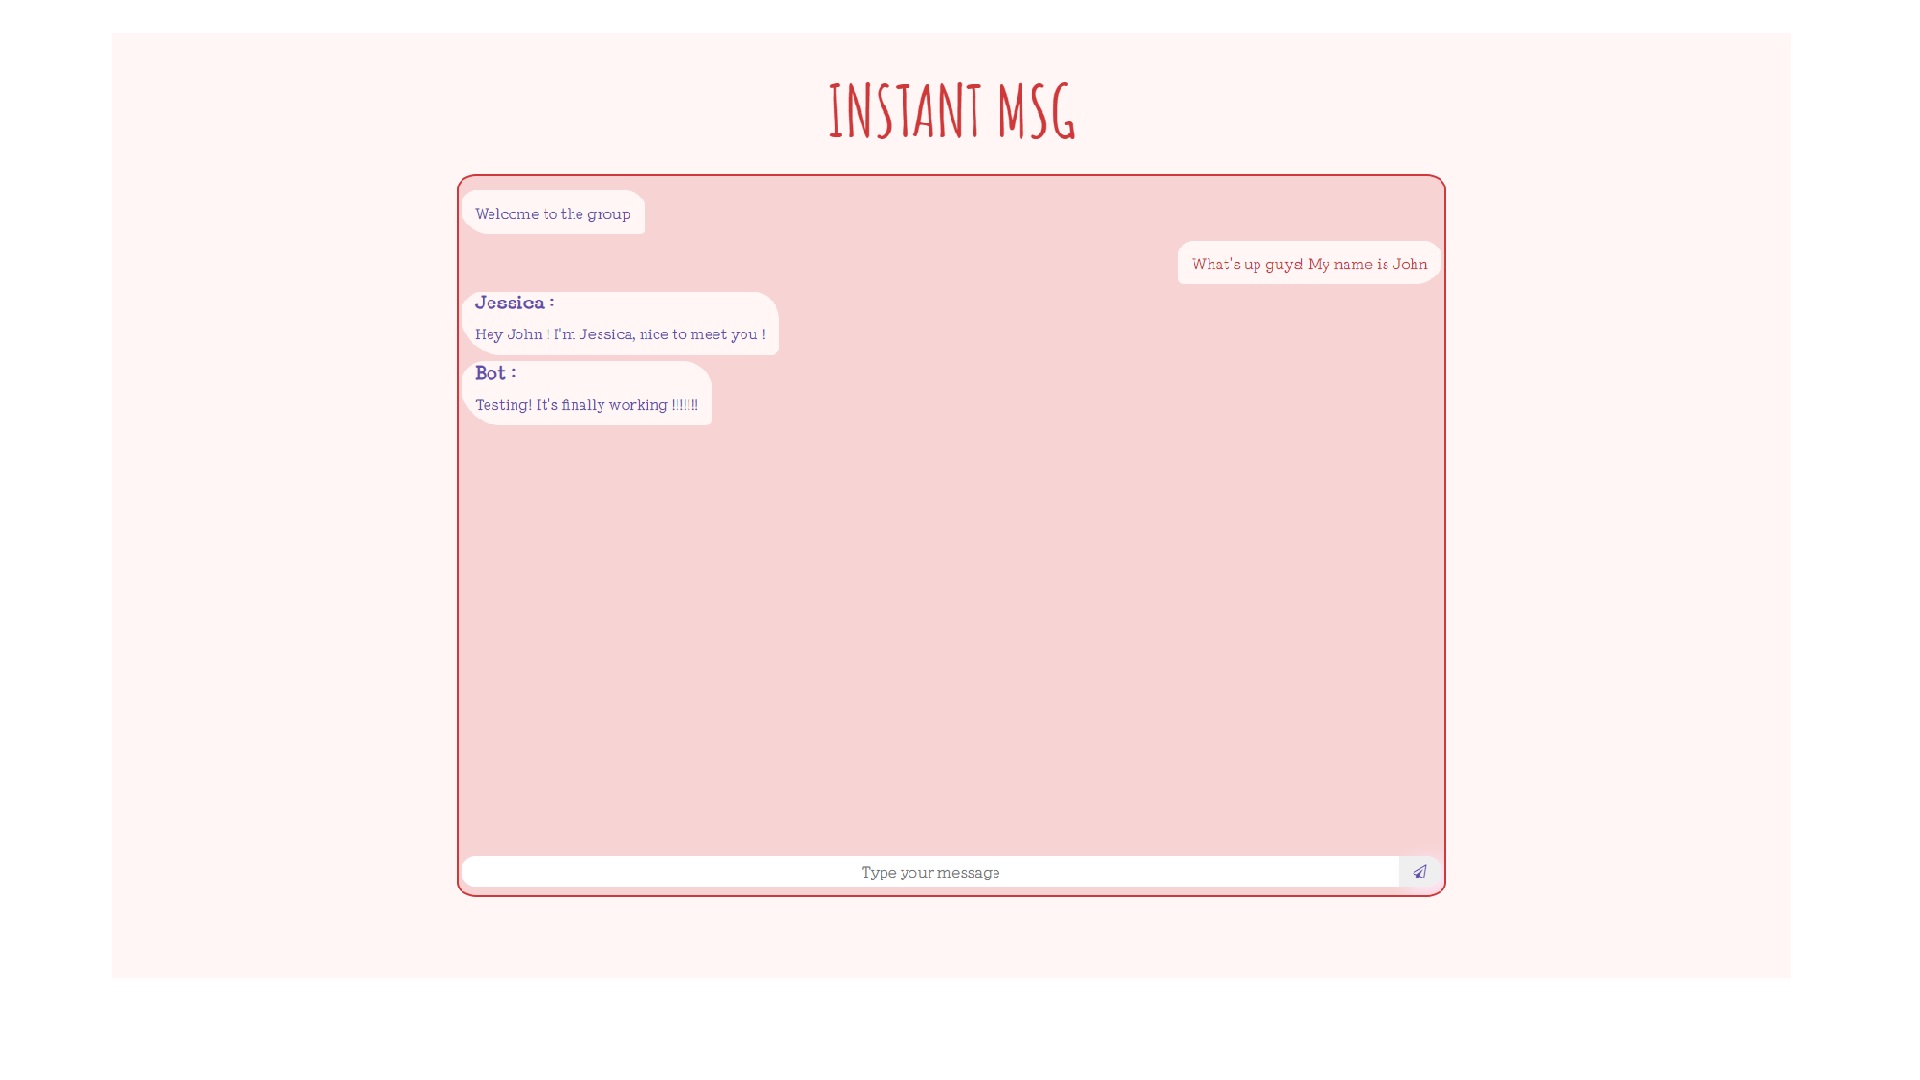 INSTANT MSG
Welcome to the group
What's up guys! My name is John
Jessica :
Hey John ! I'm Jessica, nice to meet you !
Bot :
Testing! It's finally working !!!!!!!
Type your message